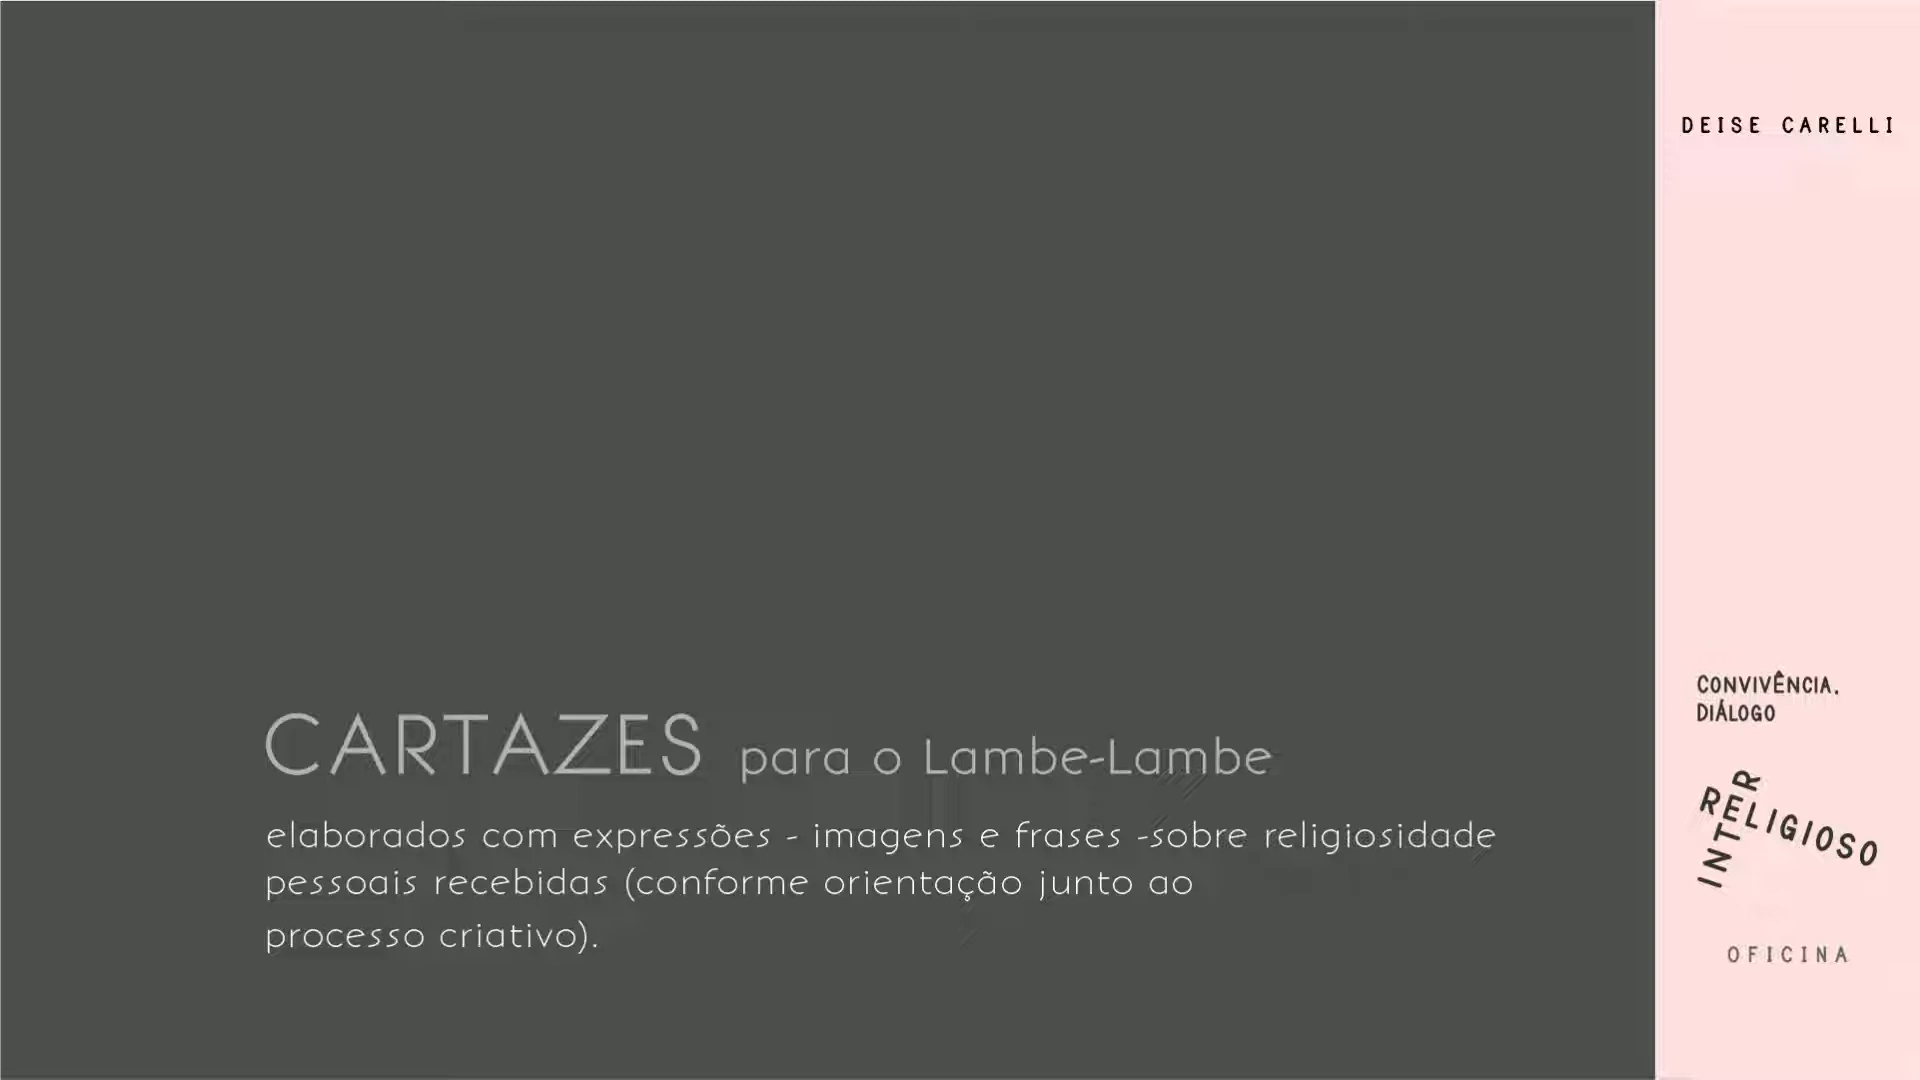 DEISE CARELLI
CARTAZES para o Lambe-Lambe
elaborados com expressões - imagens e frases -sobre religiosidade
pessoais recebidas (conforme orientação junto ao
processo criativo).
CONVIVÊNCIA.
DIÁLOGO
INTER
RELIGIOSO
OFICINA